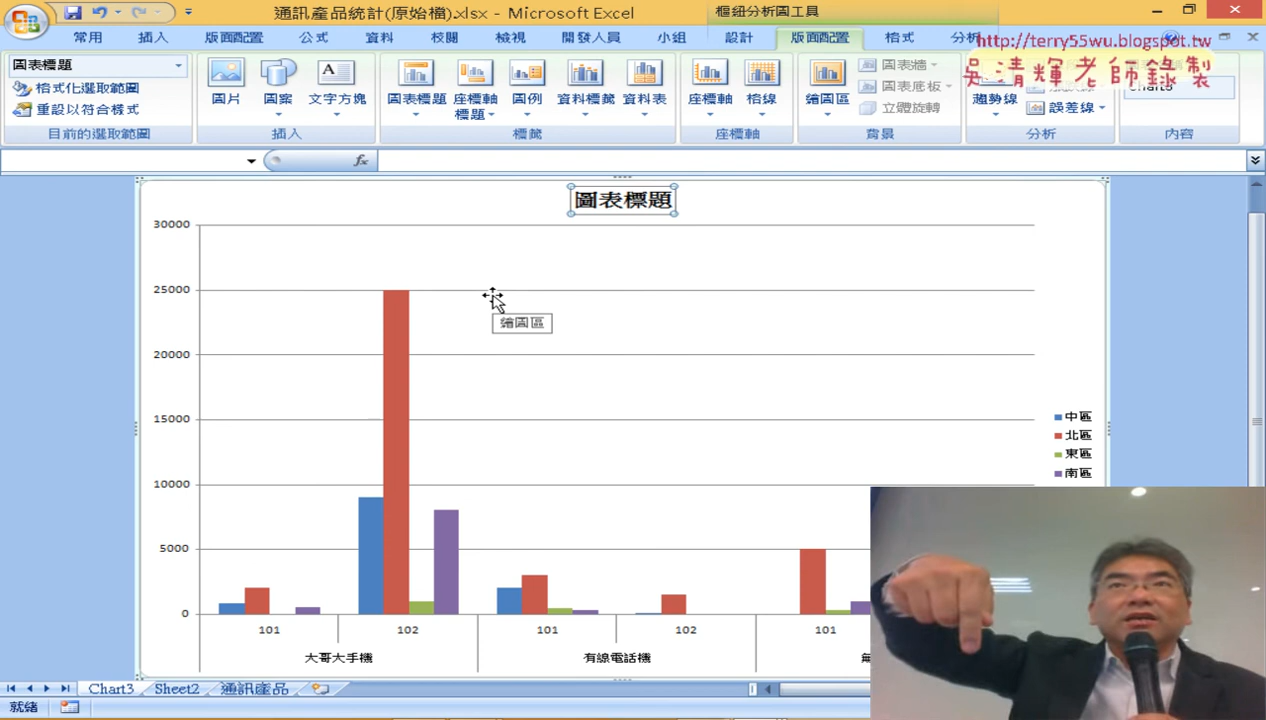 通訊產品統計(原始檔).xlsx - Microsoft Excel
樞紐分析圖工具
常用 插入 版面配置 公式 資料 校閱 檢視 開發人員 小組 設計 版面配置 格式 分析
http://terry55wu.blogspot.tw
吳清輝老師錄製
圖表標題
格式化選取範圍
重設以符合樣式
目前的選取範圍
圖片 圖案 文字方塊
插入
圖表標題 座標軸標題 圖例 資料標籤 資料表
標籤
座標軸 格線
座標軸
繪圖區
圖表牆
圖表底板
立體旋轉
背景
趨勢線
誤差線
分析
內容
fx
圖表標題
30000
25000
20000
15000
10000
5000
0
繪圖區
中區
北區
東區
南區
101 102 101 102 101
大哥大手機 有線電話機
Chart3 Sheet2 通訊產品
就緒